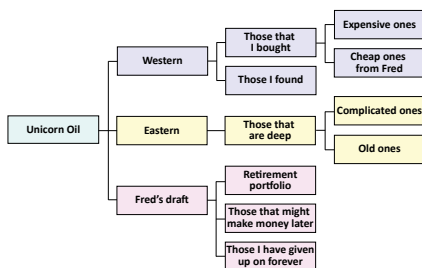 Unicorn Oil
Western
Those that
I bought
Expensive ones
Cheap ones
from Fred
Those I found
Eastern
Those that
are deep
Complicated ones
Old ones
Fred's draft
Retirement
portfolio
Those that might
make money later
Those I have given
up on forever